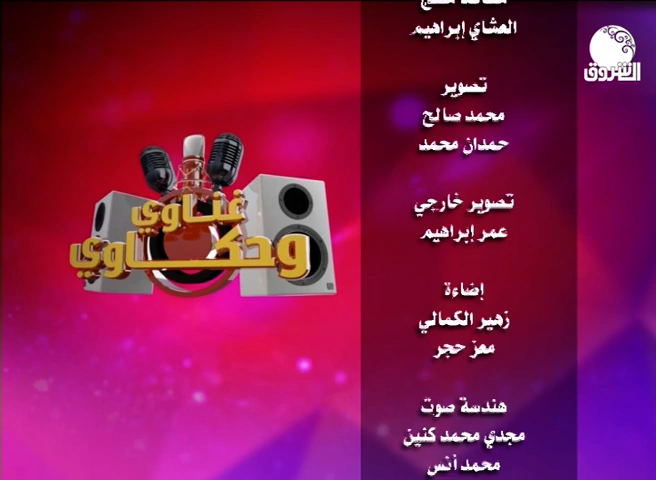 العشاي إبراهيم
تصوير
محمد صالح
حمدان محمد
تصوير خارجي
عمر إبراهيم
إضاءة
زهير الكمالي
معز حجر
هندسة صوت
مجدي محمد كنين
محمد أنس
غناوي
وحكاوي
الشروق